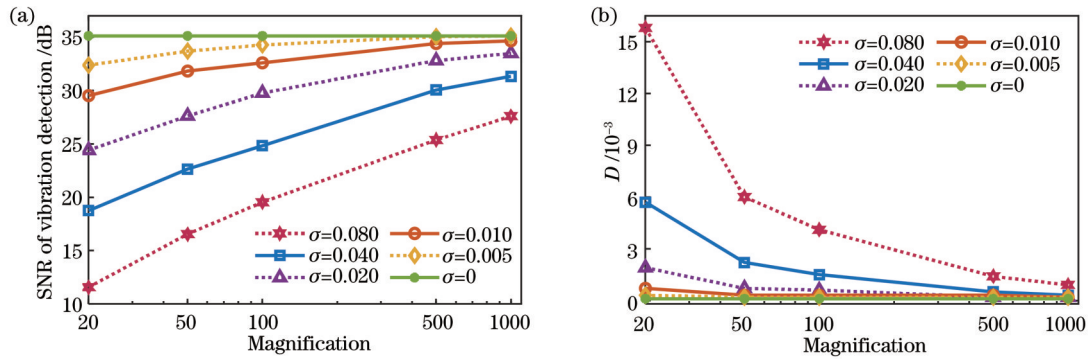 (a)
35
30
25
20
15
10
SNR of vibration detection /dB
σ=0.080 σ=0.010
σ=0.040 σ=0.005
σ=0.020 σ=0
20 50 100 500 1000
Magnification
(b)
15
12
9
6
3
0
D /10⁻³
σ=0.080 σ=0.010
σ=0.040 σ=0.005
σ=0.020 σ=0
20 50 100 500 1000
Magnification